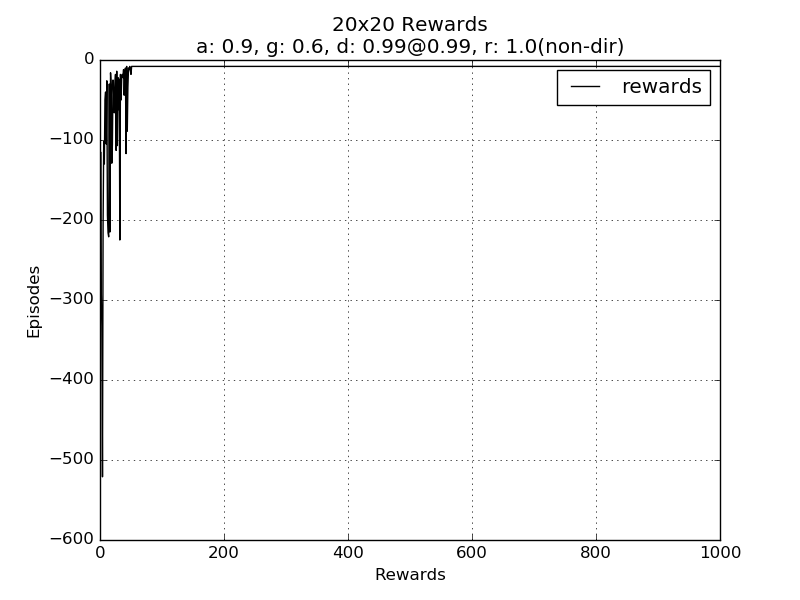 20x20 Rewards
a: 0.9, g: 0.6, d: 0.99@0.99, r: 1.0(non-dir)
rewards
0
−100
−200
−300
−400
−500
−600
Episodes
0 200 400 600 800 1000
Rewards